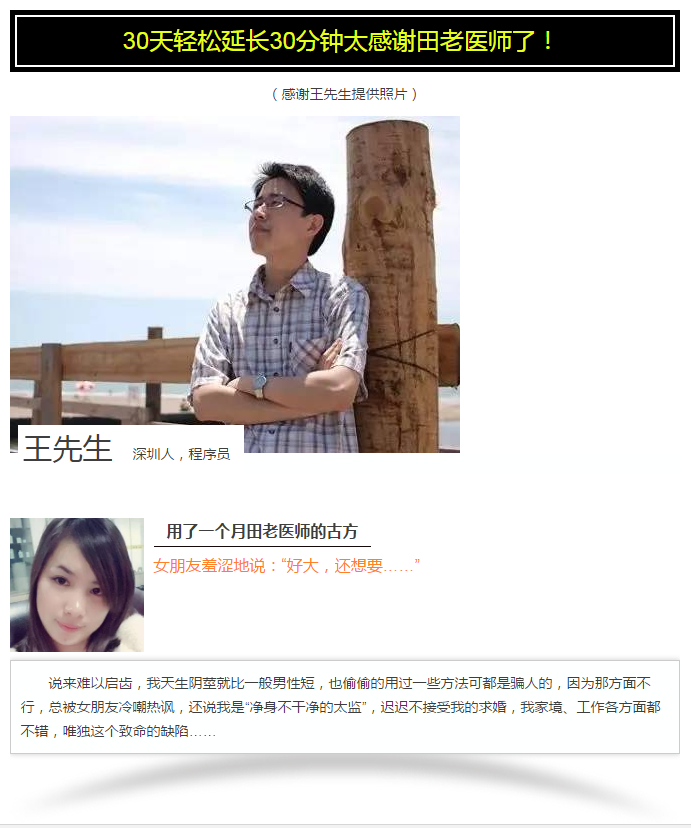 30天轻松延长30分钟太感谢田老医师了！
（感谢王先生提供照片）
王先生 深圳人，程序员
用了一个月田老医师的古方
女朋友羞涩地说：“好大，还想要……”
说来难以启齿，我天生阴莖就比一般男性短，也偷偷的用过一些方法可都是骗人的，因为那方面不
行，总被女朋友冷嘲热讽，还说我是“净身不干净的太监”，迟迟不接受我的求婚，我家境、工作各方面都
不错，唯独这个致命的缺陷……